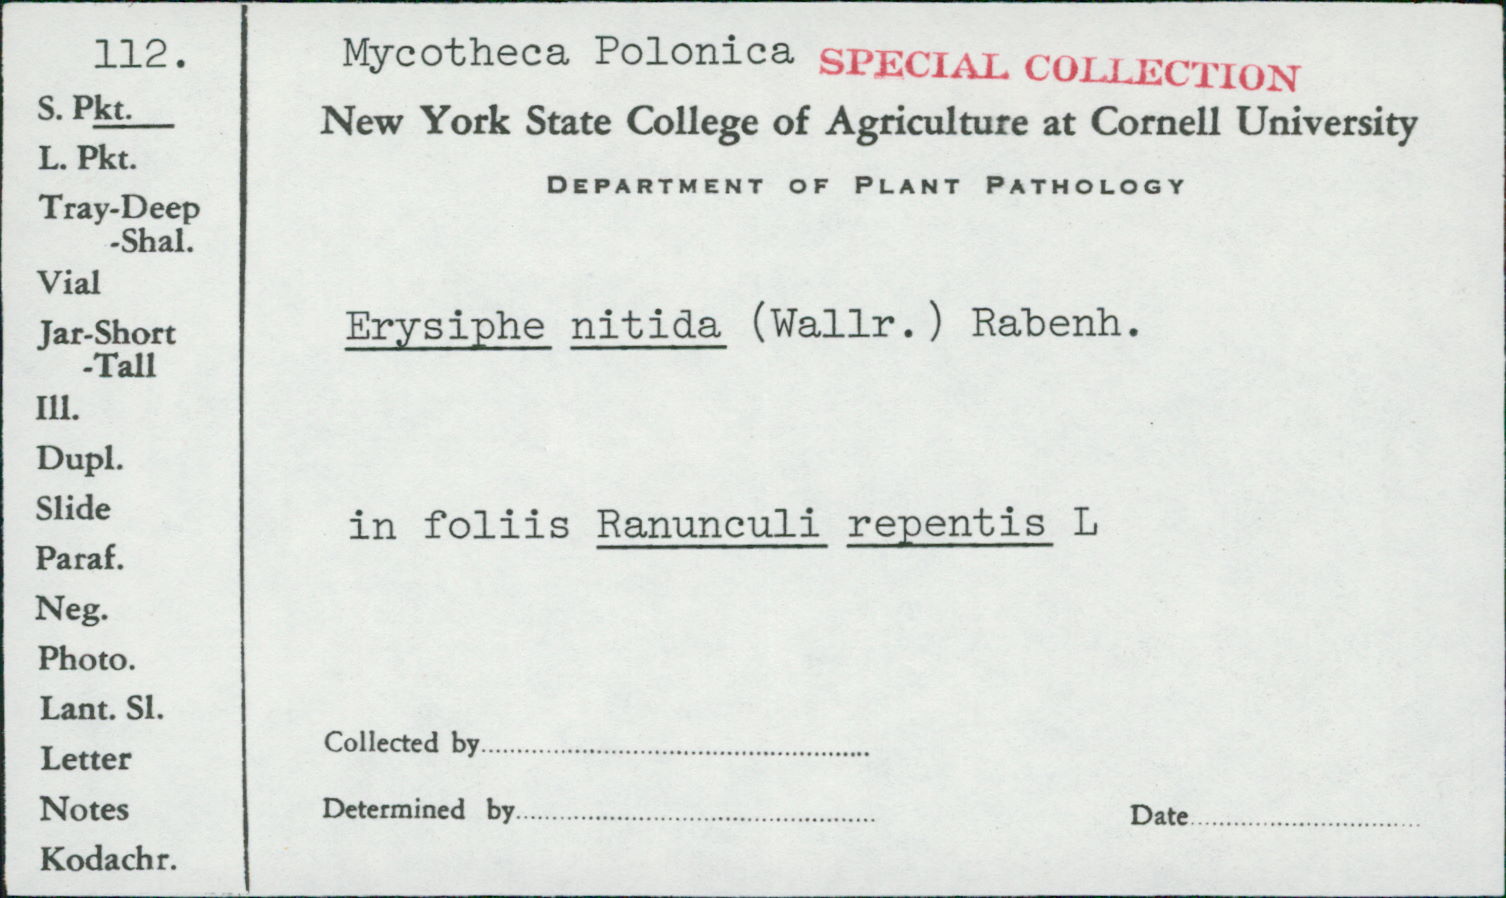 112.
S. Pkt.
L. Pkt.
Tray-Deep
-Shal.
Vial
Jar-Short
-Tall
Ill.
Dupl.
Slide
Paraf.
Neg.
Photo.
Lant. Sl.
Letter
Notes
Kodachr.
Mycotheca Polonica SPECIAL COLLECTION
New York State College of Agriculture at Cornell University
DEPARTMENT OF PLANT PATHOLOGY
Erysiphe nitida (Wallr.) Rabenh.
in foliis Ranunculi repentis L
Collected by
Determined by
Date